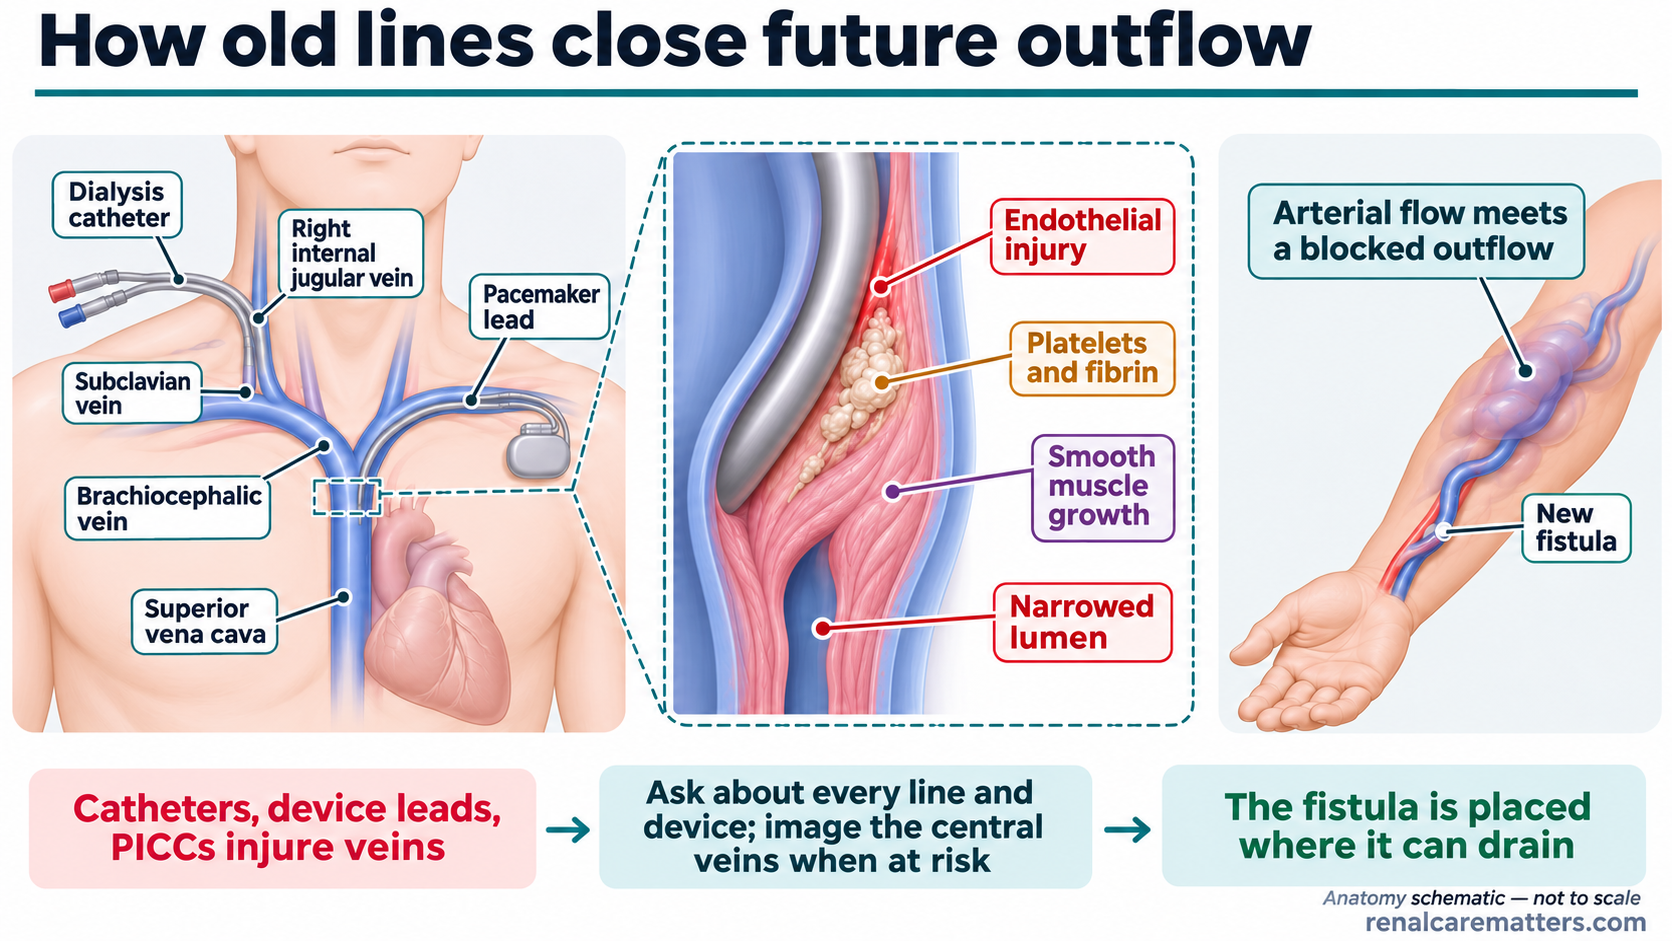 How old lines close future outflow
Dialysis
catheter
Right
internal
jugular vein
Pacemaker
lead
Subclavian
vein
Brachiocephalic
vein
Superior
vena cava
Endothelial
injury
Platelets
and fibrin
Smooth
muscle
growth
Narrowed
lumen
Arterial flow meets
a blocked outflow
New
fistula
Catheters, device leads,
PICCs injure veins
Ask about every line and
device; image the central
veins when at risk
The fistula is placed
where it can drain
Anatomy schematic — not to scale
renalcarematters.com